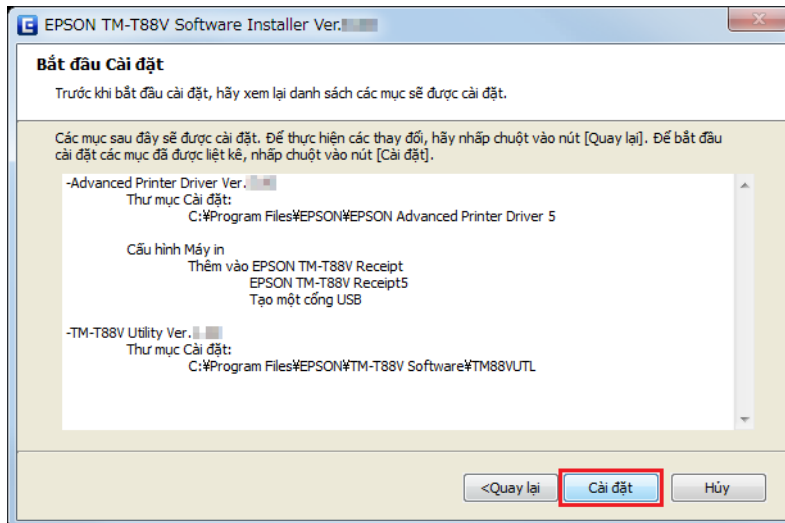 EPSON TM-T88V Software Installer Ver.
Bắt đầu Cài đặt
Trước khi bắt đầu cài đặt, hãy xem lại danh sách các mục sẽ được cài đặt.
Các mục sau đây sẽ được cài đặt. Để thực hiện các thay đổi, hãy nhấp chuột vào nút [Quay lại]. Để bắt đầu
cài đặt các mục đã được liệt kê, nhấp chuột vào nút [Cài đặt].
-Advanced Printer Driver Ver.
Thư mục Cài đặt:
C:¥Program Files¥EPSON¥EPSON Advanced Printer Driver 5
Cấu hình Máy in
Thêm vào EPSON TM-T88V Receipt
EPSON TM-T88V Receipt5
Tạo một cổng USB
-TM-T88V Utility Ver.
Thư mục Cài đặt:
C:¥Program Files¥EPSON¥TM-T88V Software¥TM88VUTL
<Quay lại Cài đặt Hủy